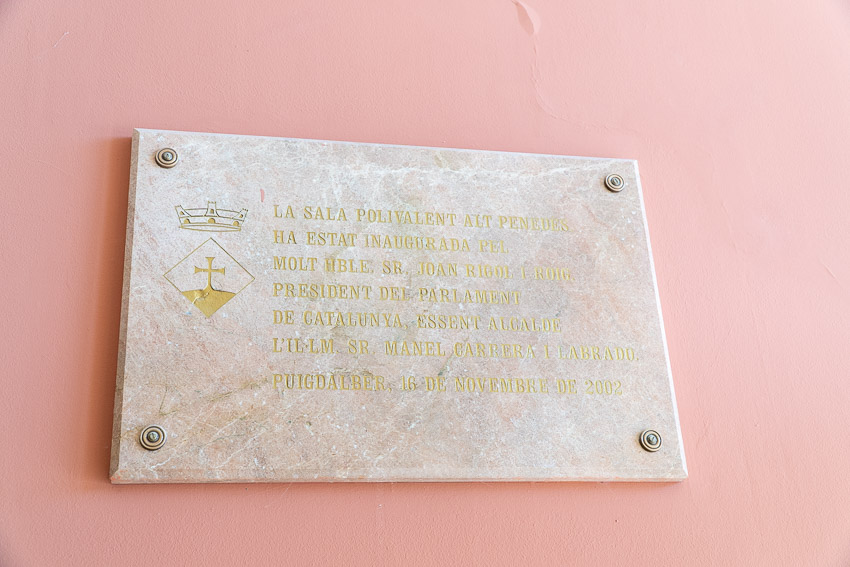 LA SALA POLIVALENT ALT PENEDÈS
HA ESTAT INAUGURADA PEL
MOLT HBLE. SR. JOAN RIGOL I ROIG,
PRESIDENT DEL PARLAMENT
DE CATALUNYA, ESSENT ALCALDE
L'IL·LM. SR. MANEL CARRERA I LABRADO.
PUIGDÀLBER, 16 DE NOVEMBRE DE 2002